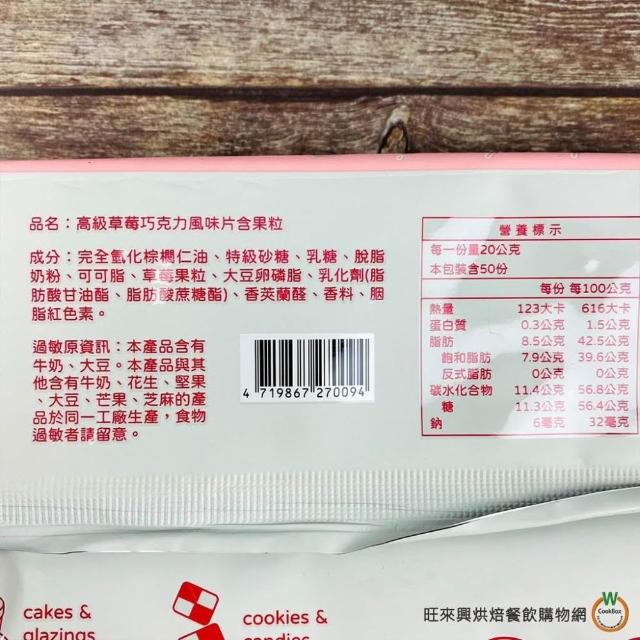 品名：高級草莓巧克力風味片含果粒
成分：完全氫化棕櫚仁油、特級砂糖、乳糖、脫脂
奶粉、可可脂、草莓果粒、大豆卵磷脂、乳化劑(脂
肪酸甘油酯、脂肪酸蔗糖酯)、香莢蘭醛、香料、胭
脂紅色素。
過敏原資訊：本產品含有
牛奶、大豆。本產品與其
他含有牛奶、花生、堅果
、大豆、芒果、芝麻的產
品於同一工廠生產，食物
過敏者請留意。
4 719867 270094
營養標示
每一份量20公克
本包裝含50份
每份 每100公克
熱量 123大卡 616大卡
蛋白質 0.3公克 1.5公克
脂肪 8.5公克 42.5公克
飽和脂肪 7.9公克 39.6公克
反式脂肪 0公克 0公克
碳水化合物 11.4公克 56.8公克
糖 11.3公克 56.4公克
鈉 6毫克 32毫克
cakes &
glazings
cookies &
candies
旺來興烘焙餐飲購物網
W
CookBox